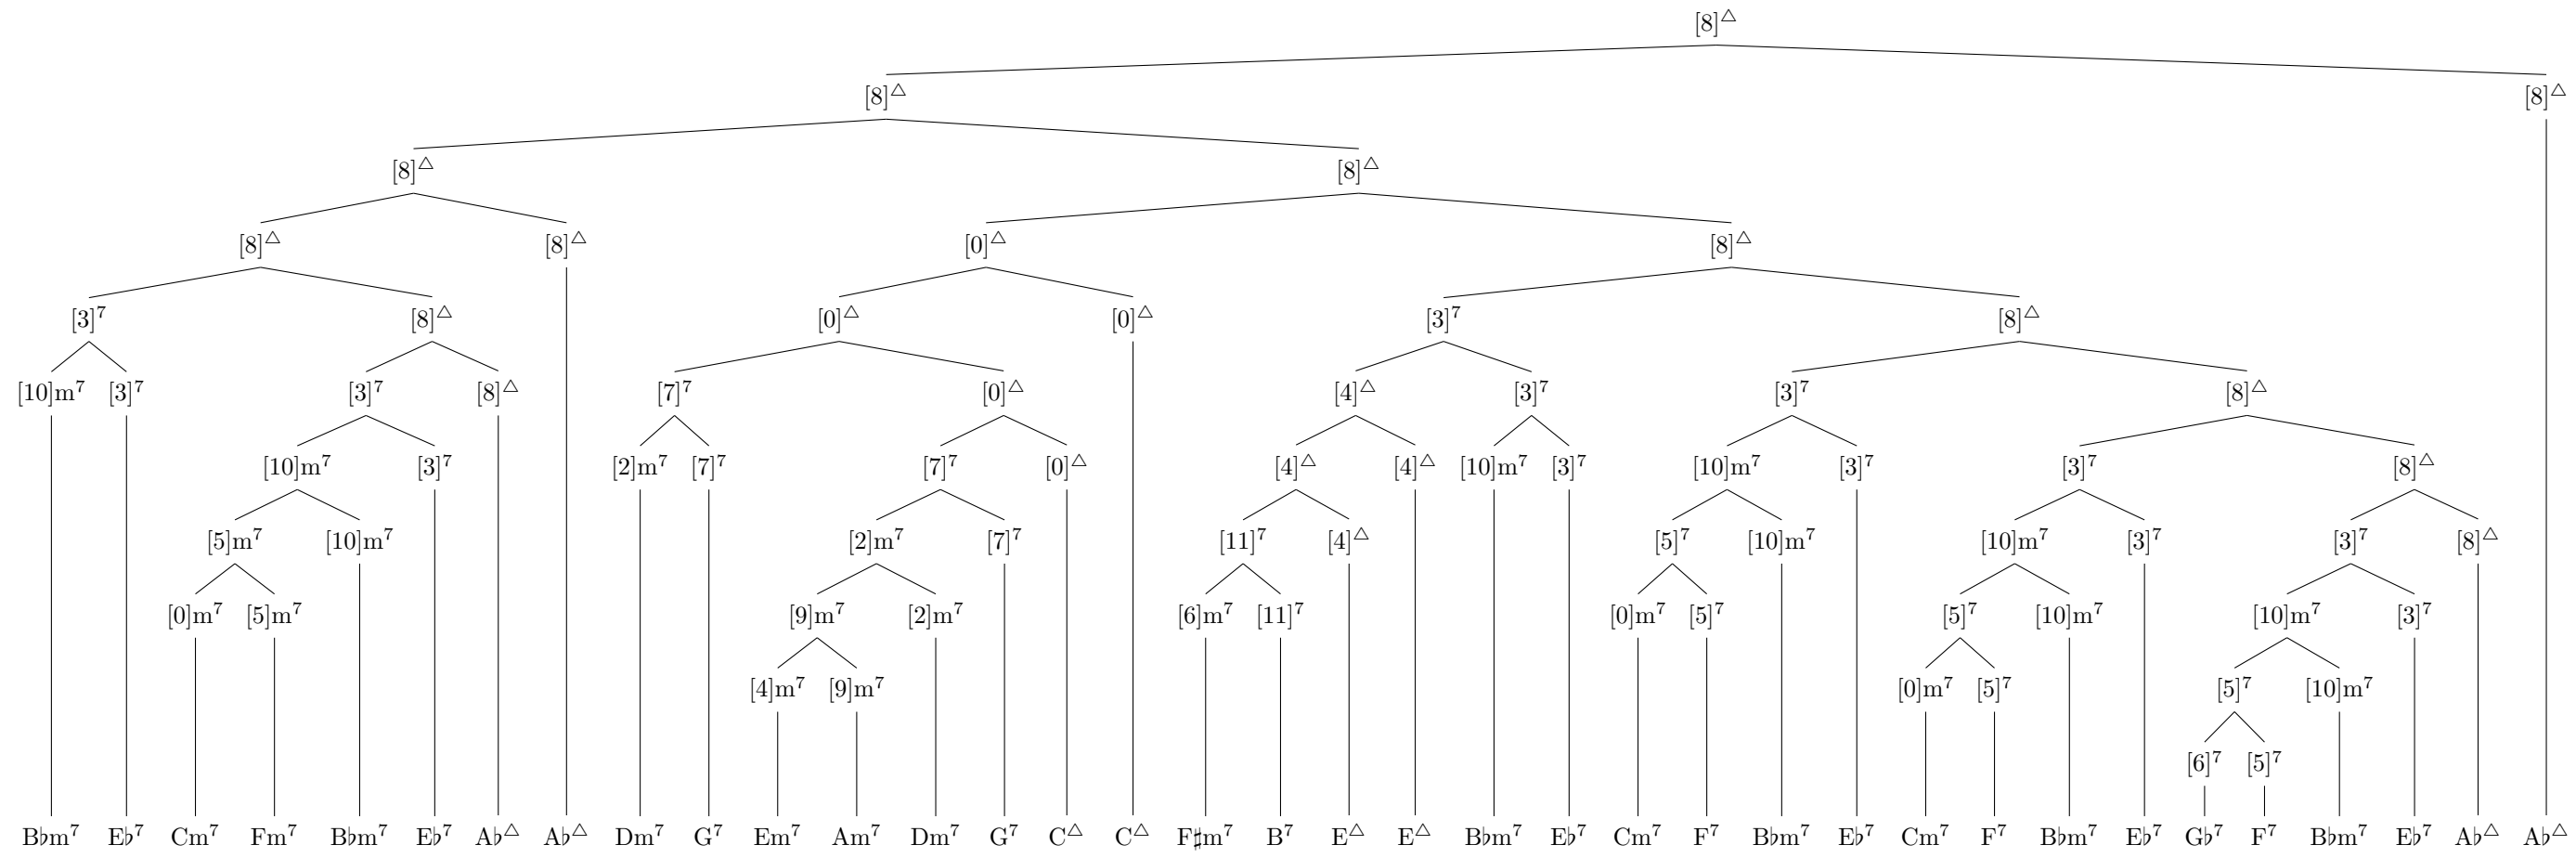 [8]△
[8]△ [8]△
[8]△ [8]△
[8]△ [8]△ [0]△ [8]△
[3]⁷ [8]△ [0]△ [0]△ [3]⁷ [8]△
[10]m⁷ [3]⁷ [3]⁷ [8]△ [7]⁷ [0]△ [4]△ [3]⁷ [3]⁷ [8]△
[10]m⁷ [3]⁷ [2]m⁷ [7]⁷ [7]⁷ [0]△ [4]△ [4]△ [10]m⁷ [3]⁷ [10]m⁷ [3]⁷ [3]⁷ [8]△
[5]m⁷ [10]m⁷ [2]m⁷ [7]⁷ [11]⁷ [4]△ [5]⁷ [10]m⁷ [10]m⁷ [3]⁷ [3]⁷ [8]△
[0]m⁷ [5]m⁷ [9]m⁷ [2]m⁷ [6]m⁷ [11]⁷ [0]m⁷ [5]⁷ [5]⁷ [10]m⁷ [10]m⁷ [3]⁷
[4]m⁷ [9]m⁷ [0]m⁷ [5]⁷ [5]⁷ [10]m⁷
[6]⁷ [5]⁷
B♭m⁷ E♭⁷ Cm⁷ Fm⁷ B♭m⁷ E♭⁷ A♭△ A♭△ Dm⁷ G⁷ Em⁷ Am⁷ Dm⁷ G⁷ C△ C△ F♯m⁷ B⁷ E△ E△ B♭m⁷ E♭⁷ Cm⁷ F⁷ B♭m⁷ E♭⁷ Cm⁷ F⁷ B♭m⁷ E♭⁷ G♭⁷ F⁷ B♭m⁷ E♭⁷ A♭△ A♭△